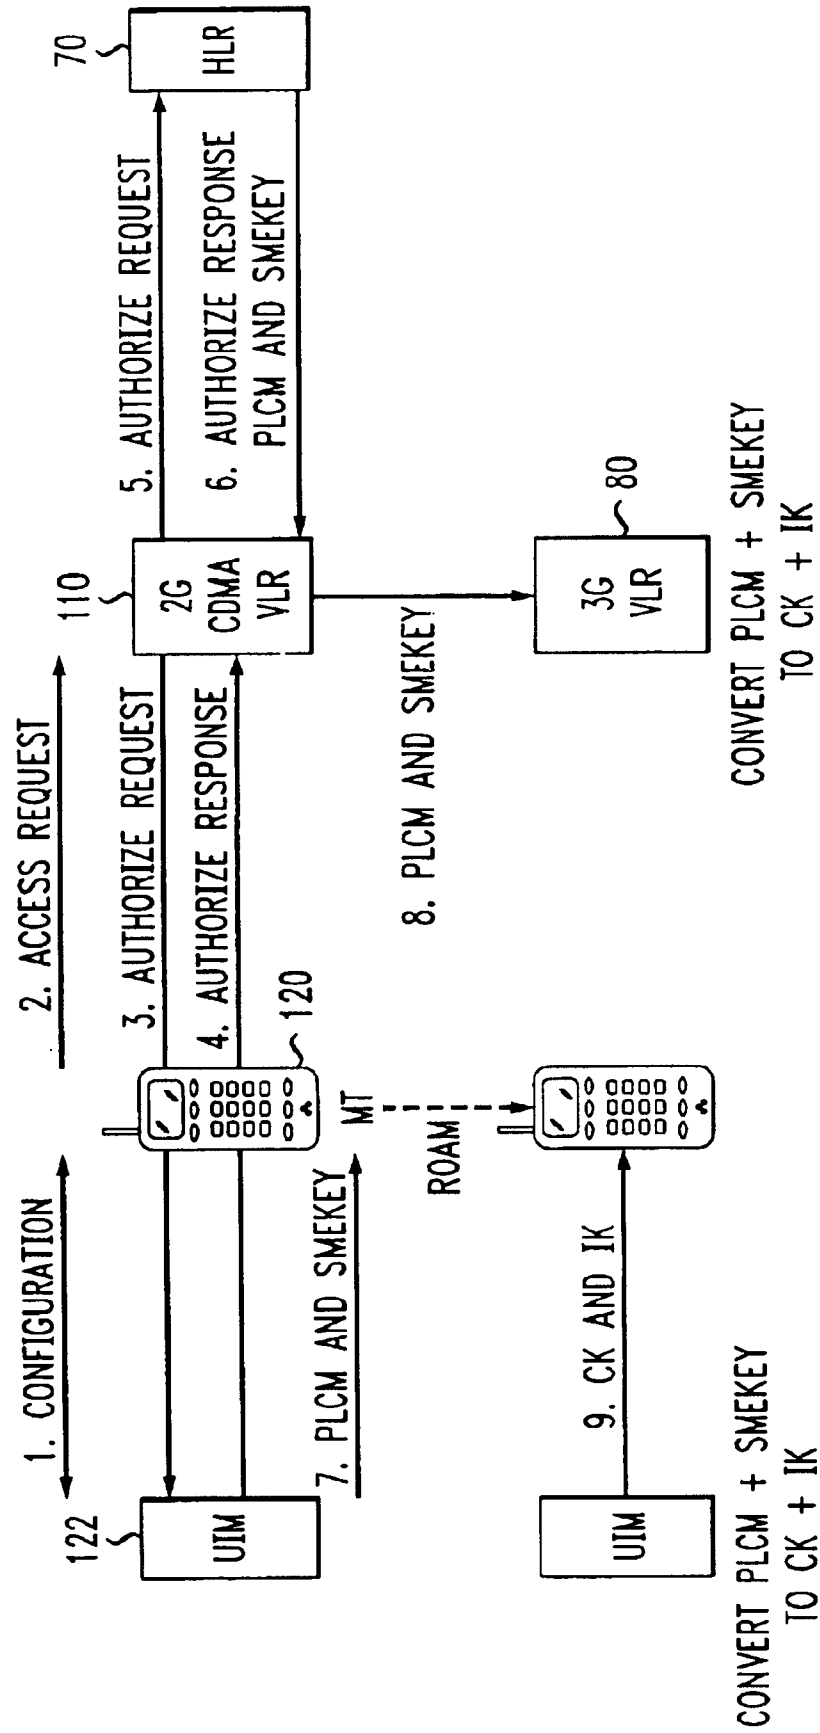 1. CONFIGURATION
2. ACCESS REQUEST
122
UIM
3. AUTHORIZE REQUEST
4. AUTHORIZE RESPONSE
120
MT
110
2G
CDMA
VLR
5. AUTHORIZE REQUEST
6. AUTHORIZE RESPONSE
PLCM AND SMEKEY
70
HLR
7. PLCM AND SMEKEY
ROAM
8. PLCM AND SMEKEY
UIM
9. CK AND IK
3G
VLR
80
CONVERT PLCM + SMEKEY
TO CK + IK
CONVERT PLCM + SMEKEY
TO CK + IK